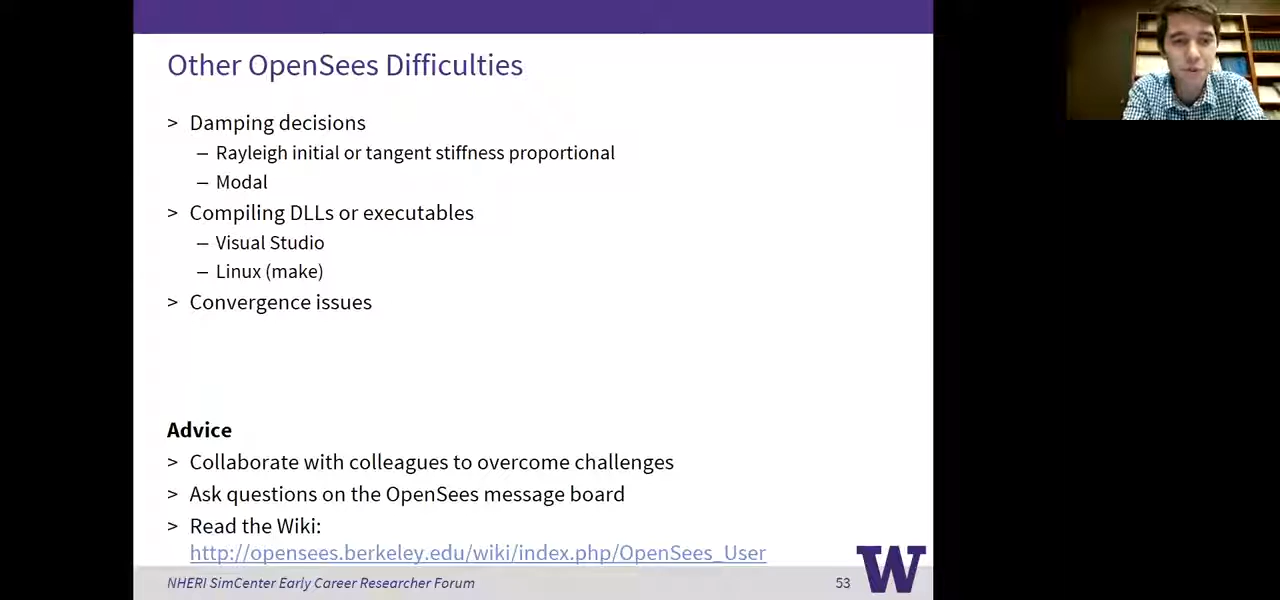 Other OpenSees Difficulties
> Damping decisions
– Rayleigh initial or tangent stiffness proportional
– Modal
> Compiling DLLs or executables
– Visual Studio
– Linux (make)
> Convergence issues
Advice
> Collaborate with colleagues to overcome challenges
> Ask questions on the OpenSees message board
> Read the Wiki:
http://opensees.berkeley.edu/wiki/index.php/OpenSees_User
NHERI SimCenter Early Career Researcher Forum
53
W